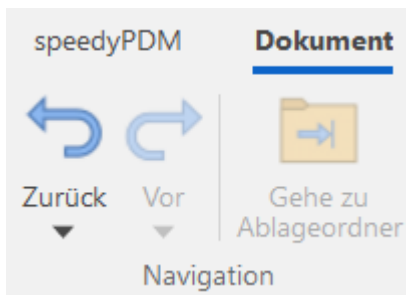 speedyPDM Dokument
Zurück Vor Gehe zu
Ablageordner
Navigation